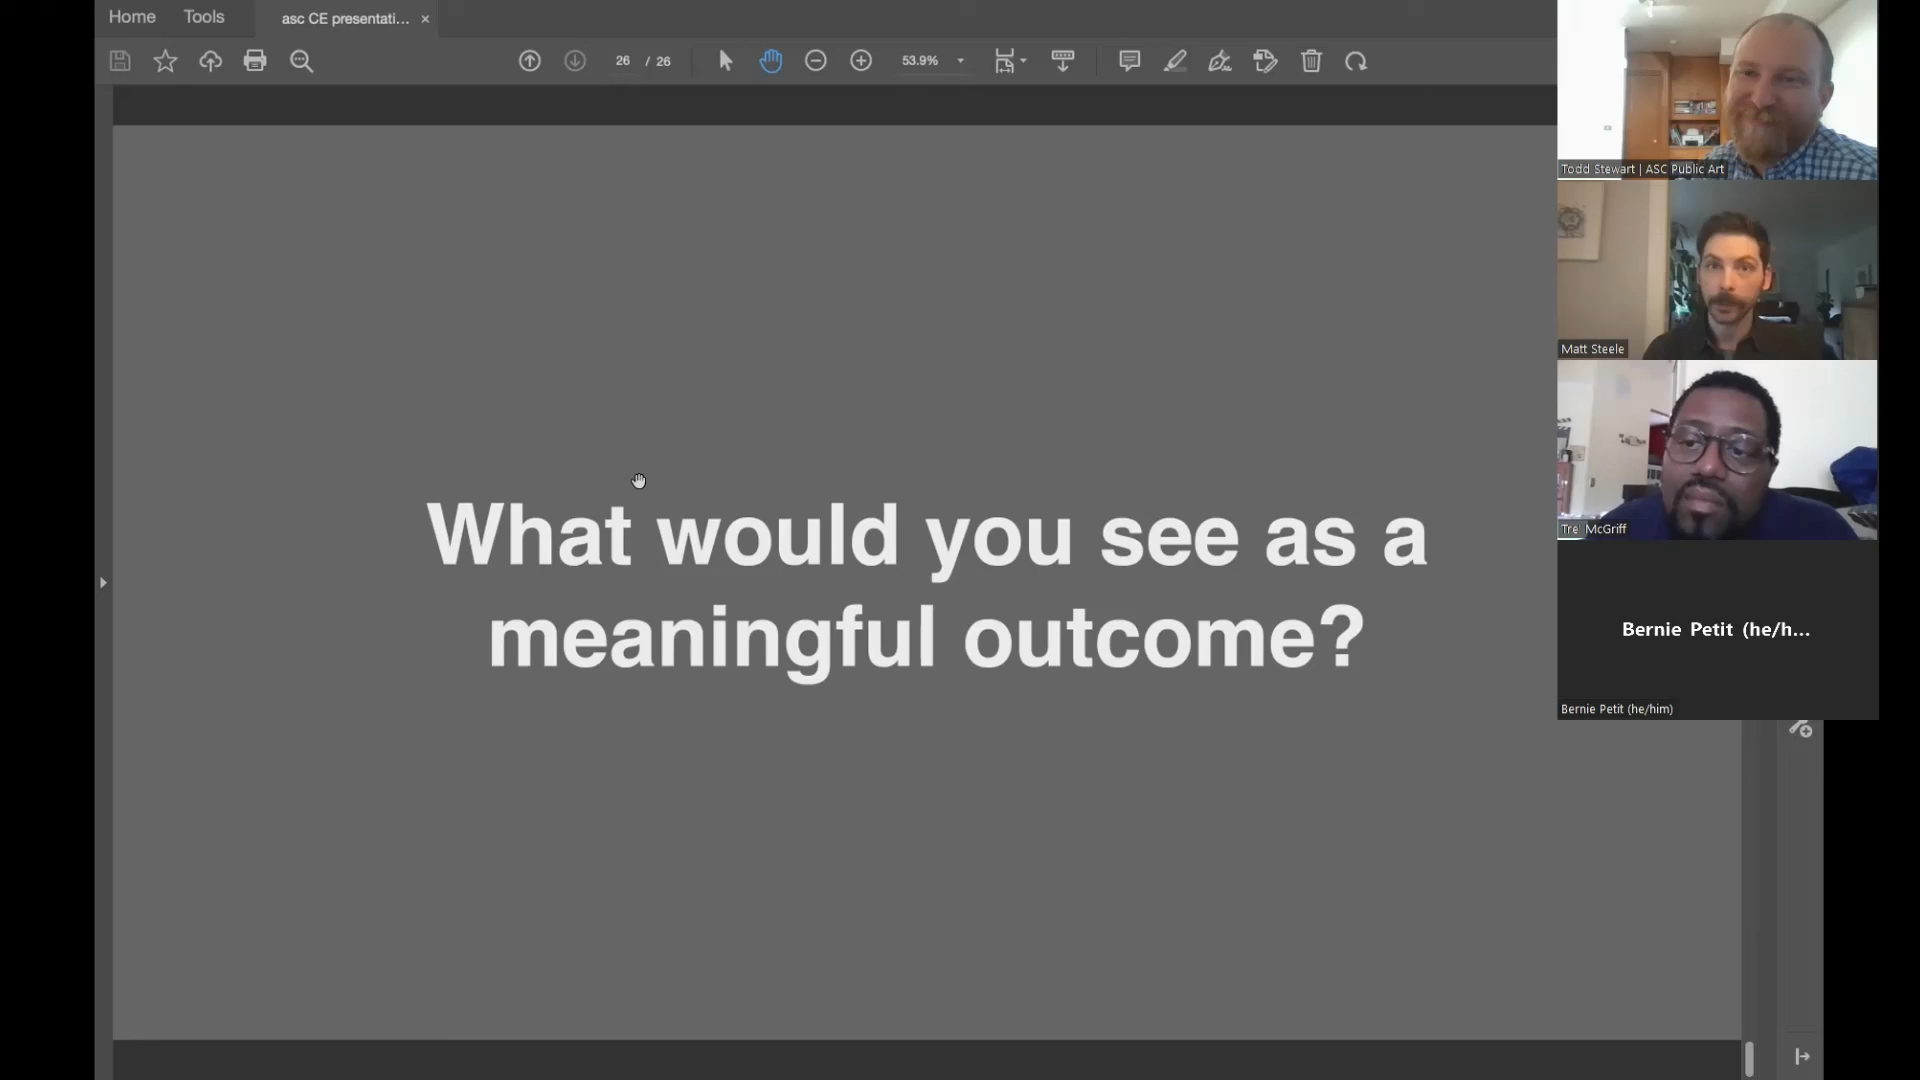 Home
Tools
asc CE presentati... ×
26 / 26
53.9%
What would you see as a
meaningful outcome?
Todd Stewart | ASC Public Art
Matt Steele
Tre' McGriff
Bernie Petit (he/h...
Bernie Petit (he/him)